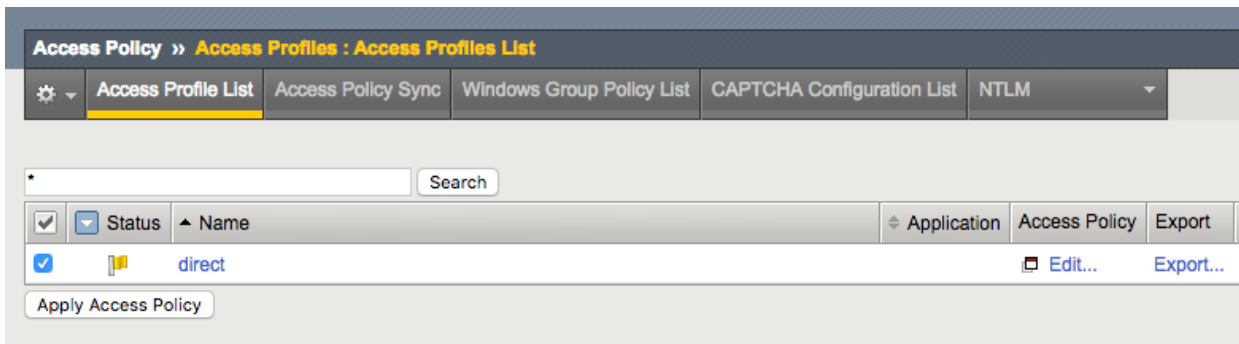 Access Policy » Access Profiles : Access Profiles List
Access Profile List Access Policy Sync Windows Group Policy List CAPTCHA Configuration List NTLM
* Search
Status Name Application Access Policy Export
direct Edit... Export...
Apply Access Policy